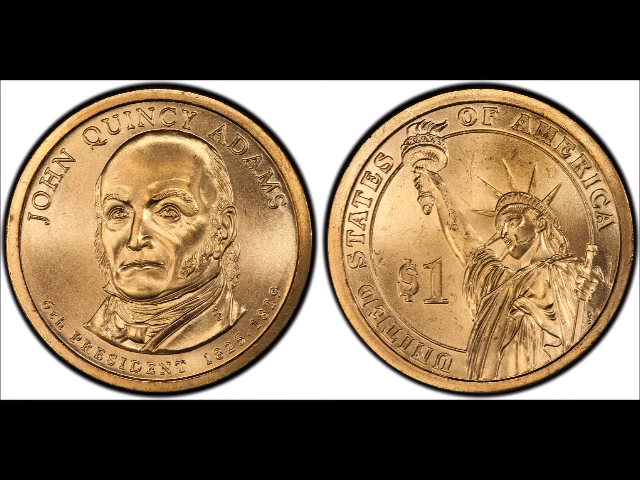 JOHN QUINCY ADAMS
6th PRESIDENT 1825-1829
UNITED STATES OF AMERICA
$1